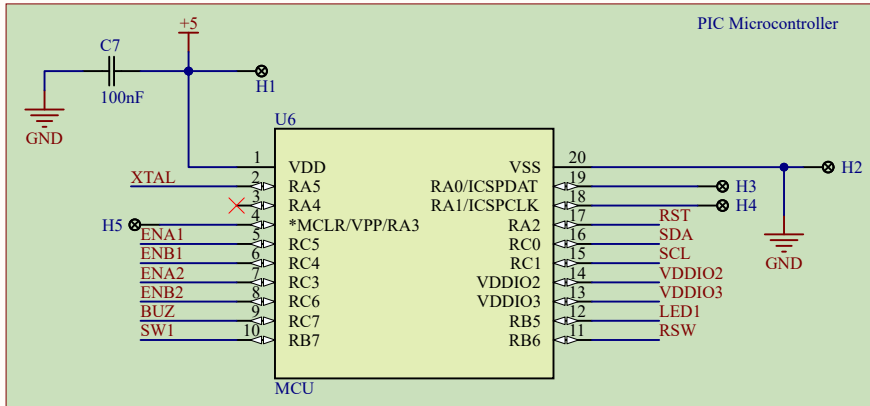 PIC Microcontroller
+5
C7
100nF
GND
H1
U6
1 VDD
XTAL 2 RA5
3 RA4
H5 4 *MCLR/VPP/RA3
ENA1 5 RC5
ENB1 6 RC4
ENA2 7 RC3
ENB2 8 RC6
BUZ 9 RC7
SW1 10 RB7
VSS 20 H2
RA0/ICSPDAT 19 H3
RA1/ICSPCLK 18 H4
RA2 17 RST
RC0 16 SDA
RC1 15 SCL
VDDIO2 14 VDDIO2
VDDIO3 13 VDDIO3
RB5 12 LED1
RB6 11 RSW
GND
MCU